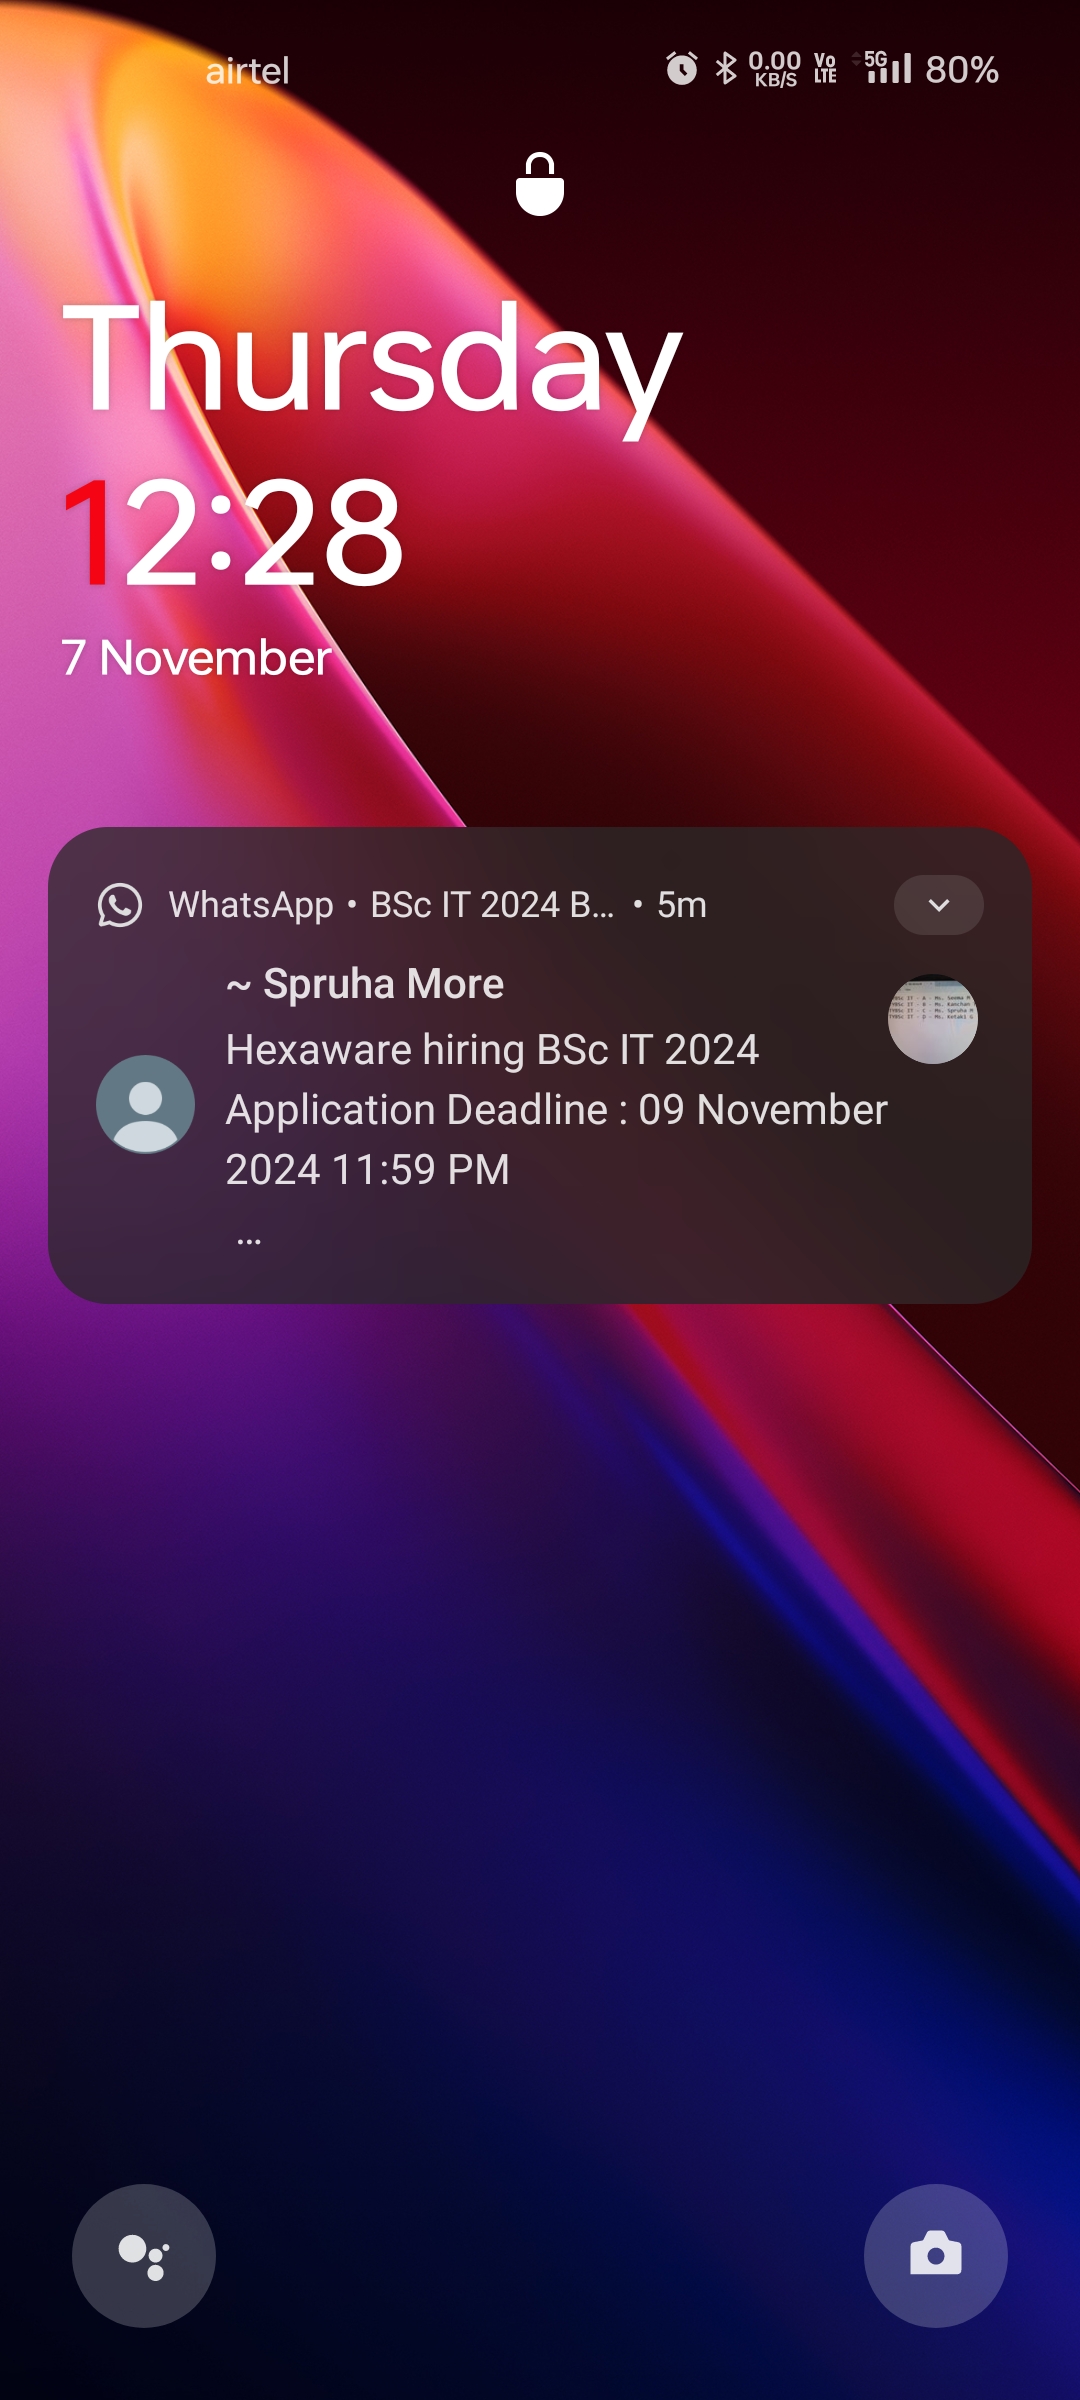 airtel
0.00 KB/S Vo LTE 5G 80%
Thursday
12:28
7 November
WhatsApp • BSc IT 2024 B... • 5m
~ Spruha More
Hexaware hiring BSc IT 2024
Application Deadline : 09 November
2024 11:59 PM
...